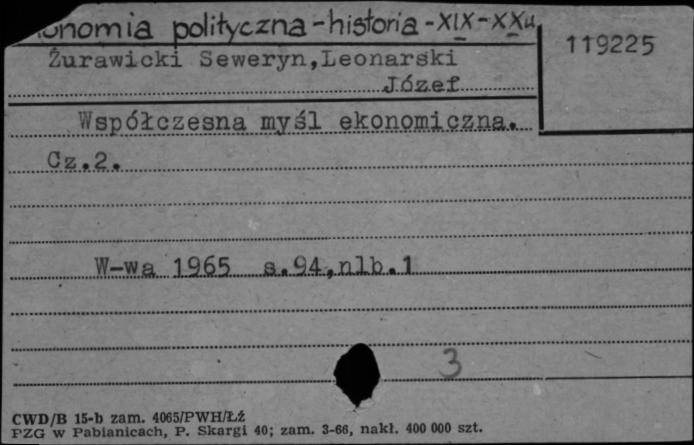 onomia polityczna-historia-XIX-XXw
119225
Żurawicki Seweryn,Leonarski
Józef
Współczesna myśl ekonomiczna.
Cz.2.
W-wa 1965 s.94,nlb.1
3
CWD/B 15-b zam. 4065/PWH/ŁŹ
PZG w Pabianicach, P. Skargi 40; zam. 3-66, nakł. 400 000 szt.